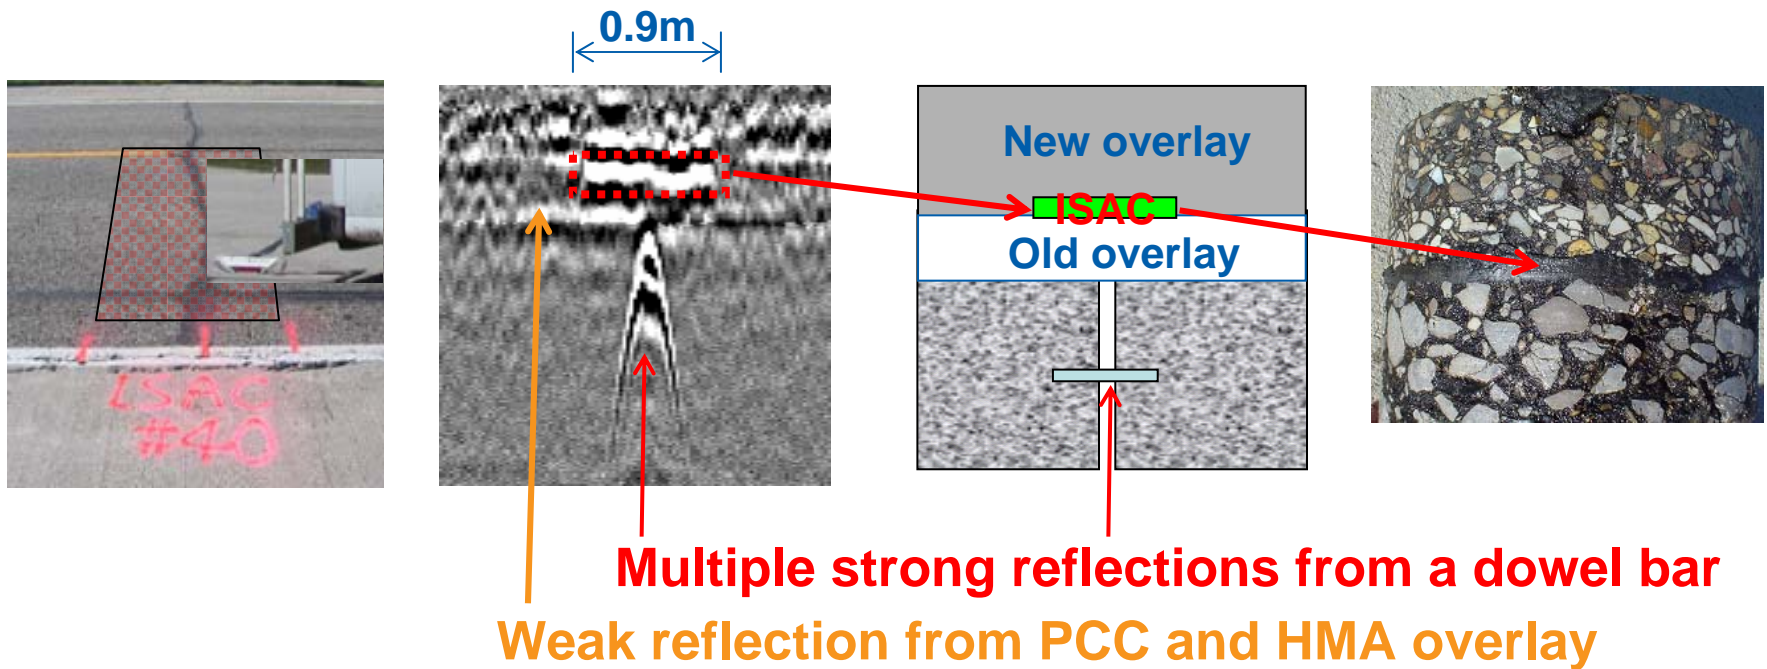 0.9m
New overlay
ISAC
Old overlay
ISAC
#40
Multiple strong reflections from a dowel bar
Weak reflection from PCC and HMA overlay